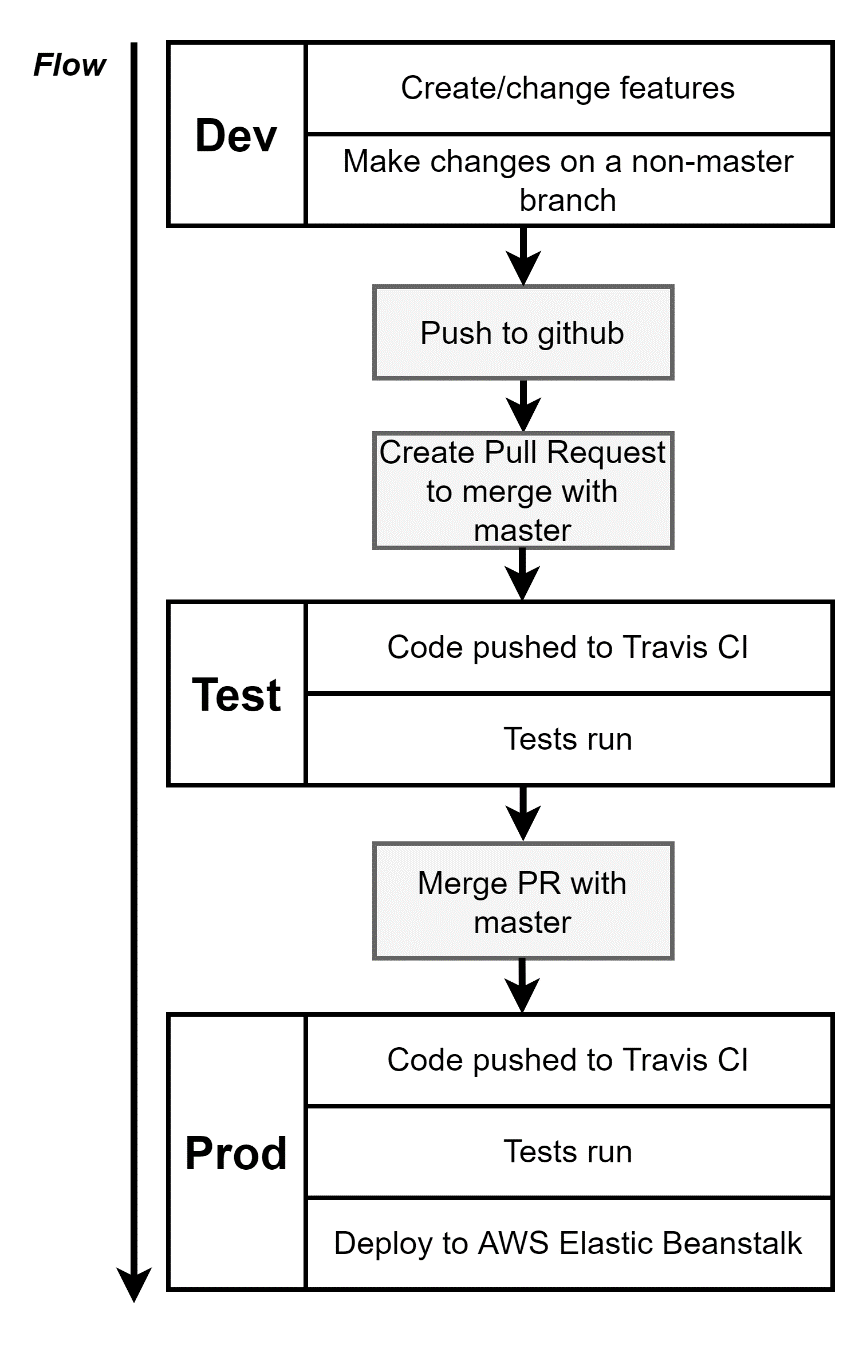 Flow
Dev
Create/change features
Make changes on a non-master
branch
Push to github
Create Pull Request
to merge with
master
Test
Code pushed to Travis CI
Tests run
Merge PR with
master
Prod
Code pushed to Travis CI
Tests run
Deploy to AWS Elastic Beanstalk